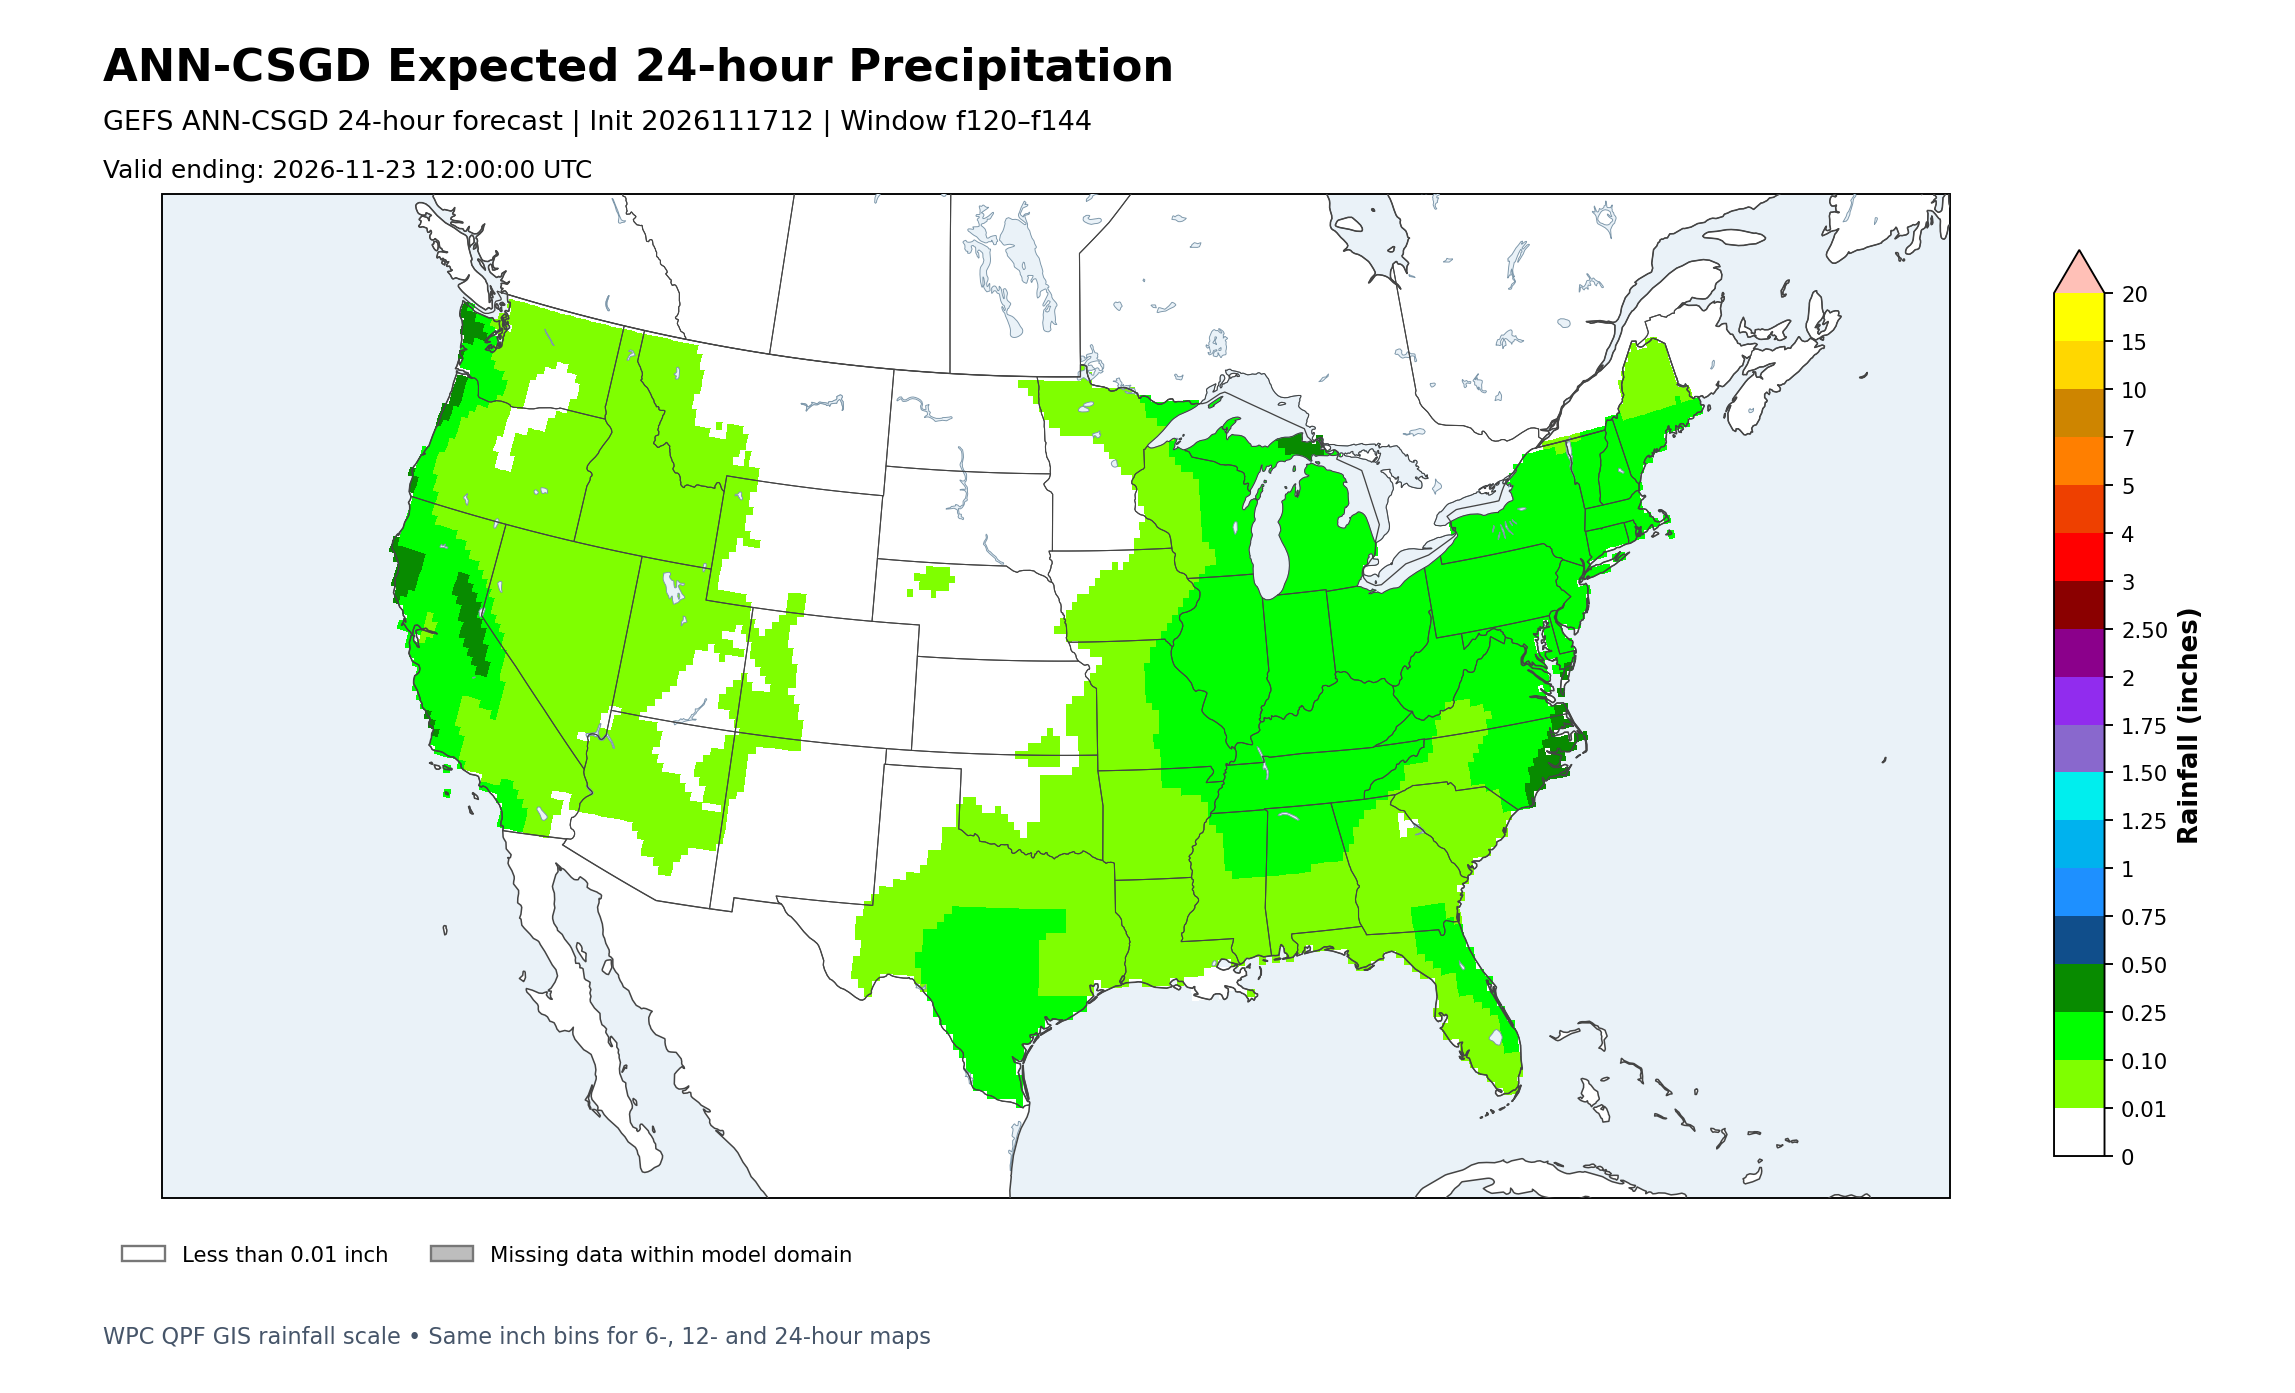 ANN-CSGD Expected 24-hour Precipitation
GEFS ANN-CSGD 24-hour forecast | Init 2026111712 | Window f120–f144
Valid ending: 2026-11-23 12:00:00 UTC
20
15
10
7
5
4
3
2.50
2
1.75
1.50
1.25
1
0.75
0.50
0.25
0.10
0.01
0
Rainfall (inches)
Less than 0.01 inch
Missing data within model domain
WPC QPF GIS rainfall scale • Same inch bins for 6-, 12- and 24-hour maps